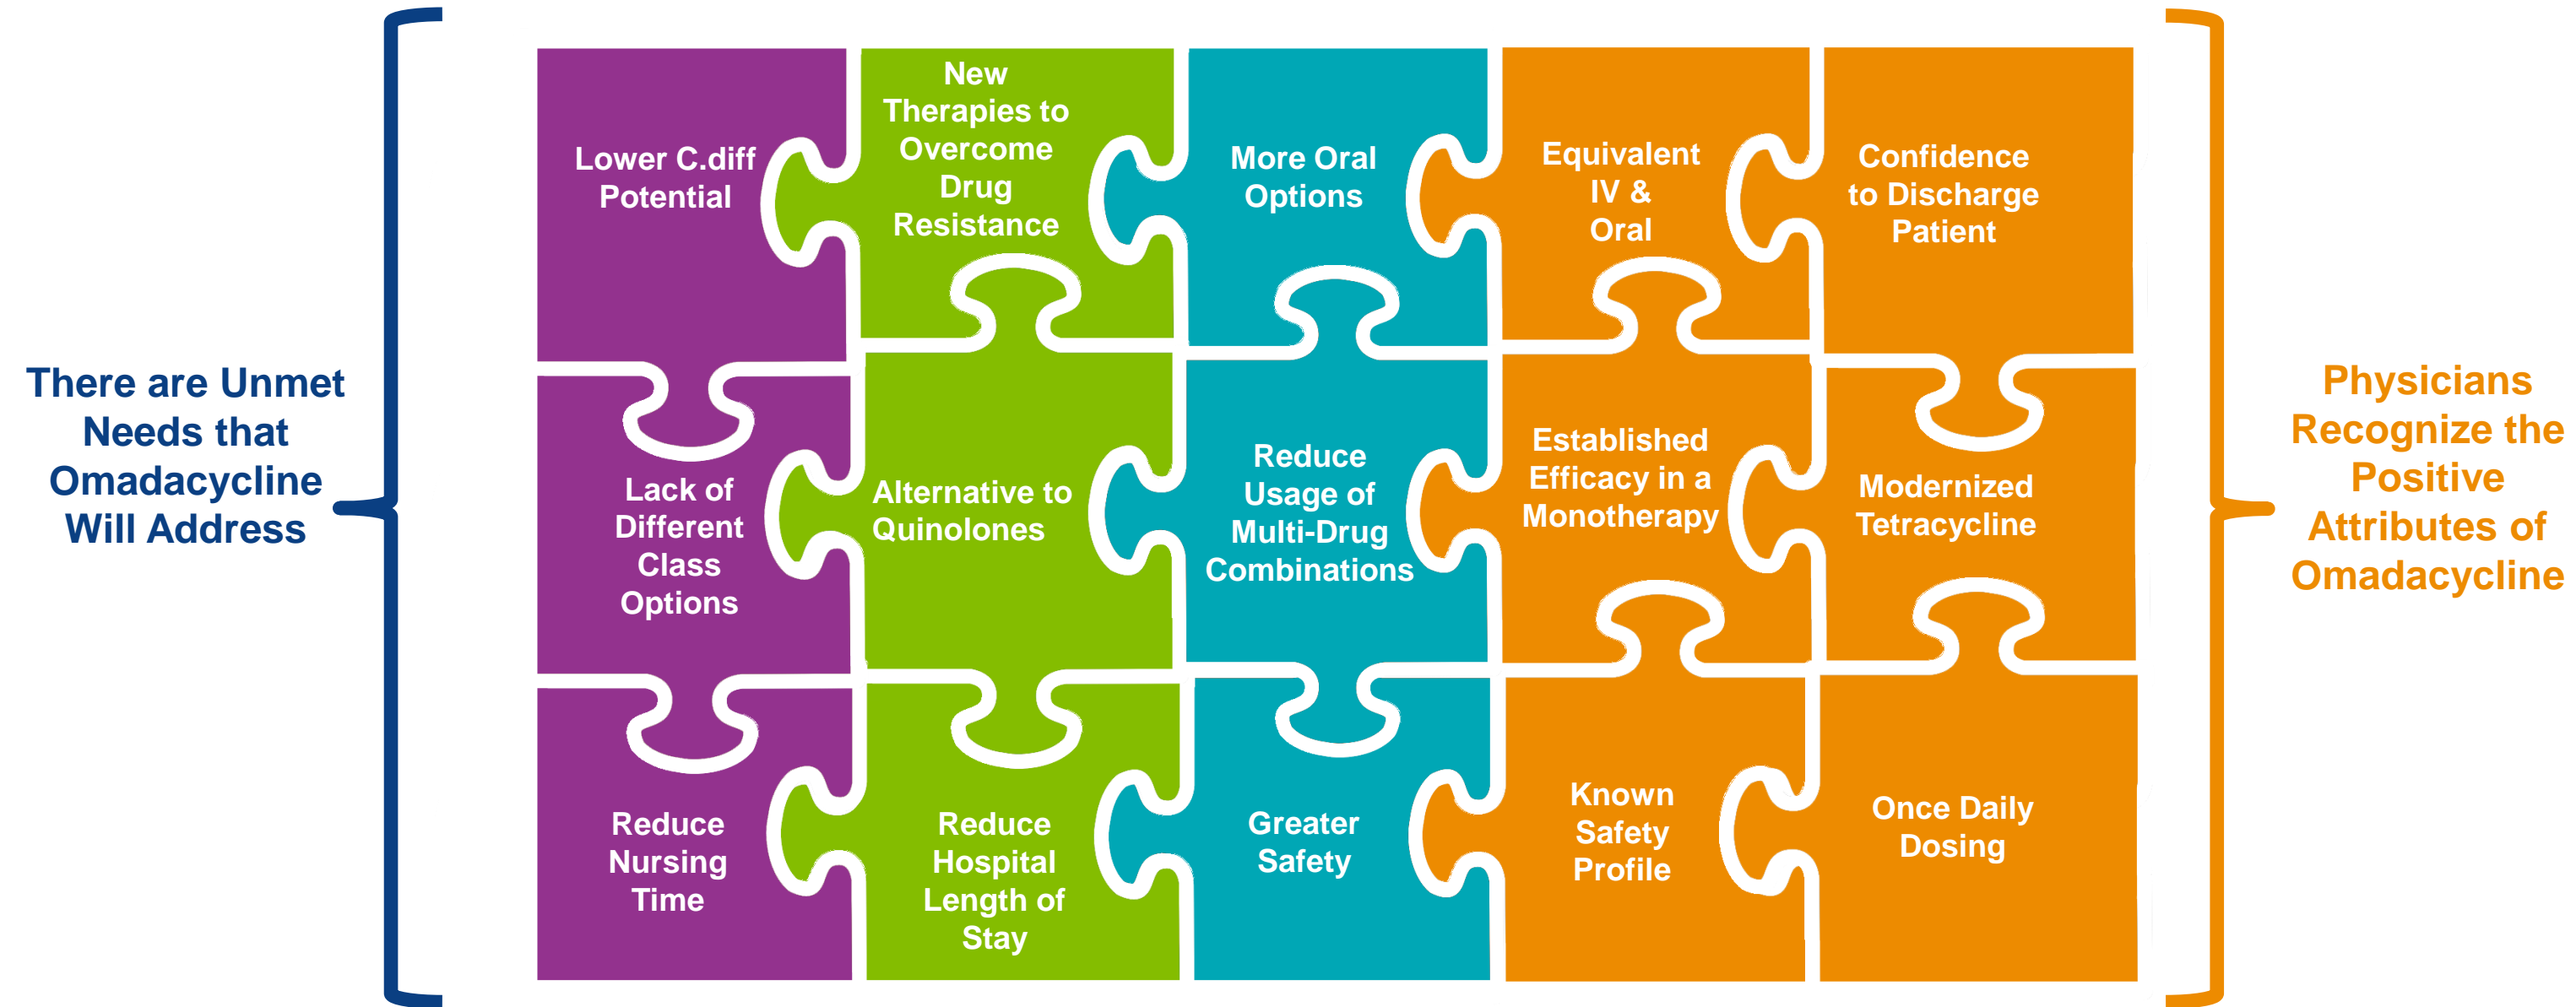 There are Unmet
Needs that
Omadacycline
Will Address
Lower C.diff
Potential
New
Therapies to
Overcome
Drug
Resistance
More Oral
Options
Equivalent
IV &
Oral
Confidence
to Discharge
Patient
Lack of
Different
Class
Options
Alternative to
Quinolones
Reduce
Usage of
Multi-Drug
Combinations
Established
Efficacy in a
Monotherapy
Modernized
Tetracycline
Reduce
Nursing
Time
Reduce
Hospital
Length of
Stay
Greater
Safety
Known
Safety
Profile
Once Daily
Dosing
Physicians
Recognize the
Positive
Attributes of
Omadacycline